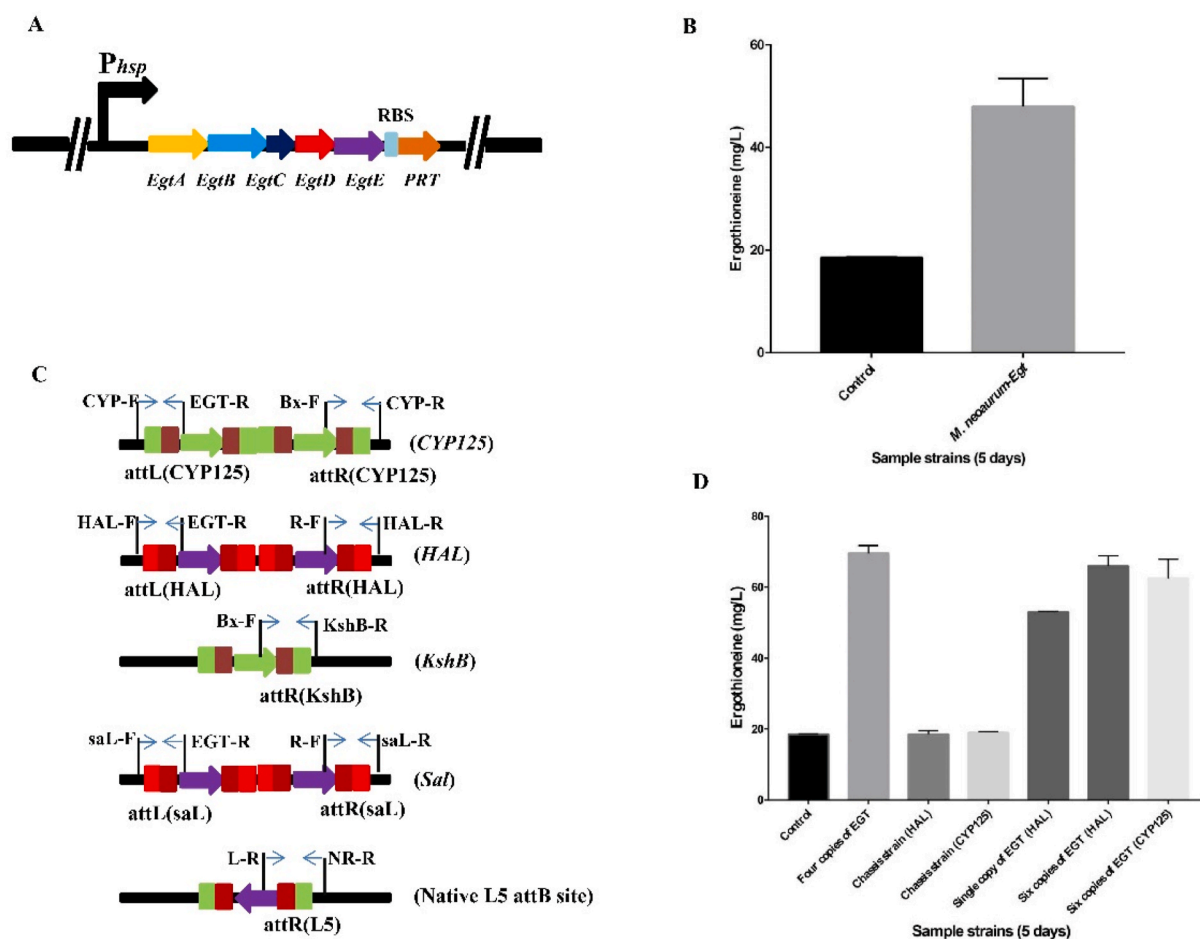 A
Phsp
RBS
EgtA EgtB EgtC EgtD EgtE PRT
B
Ergothioneine (mg/L)
60
40
20
0
Control
M. neoaurum-Egt
Sample strains (5 days)
C
CYP-F EGT-R Bx-F CYP-R
(CYP125)
attL(CYP125) attR(CYP125)
HAL-F EGT-R R-F HAL-R
(HAL)
attL(HAL) attR(HAL)
Bx-F KshB-R
(KshB)
attR(KshB)
saL-F EGT-R R-F saL-R
(Sal)
attL(saL) attR(saL)
L-R NR-R
(Native L5 attB site)
attR(L5)
D
Ergothioneine (mg/L)
80
60
40
20
0
Control
Four copies of EGT
Chassis strain (HAL)
Chassis strain (CYP125)
Single copy of EGT (HAL)
Six copies of EGT (HAL)
Six copies of EGT (CYP125)
Sample strains (5 days)